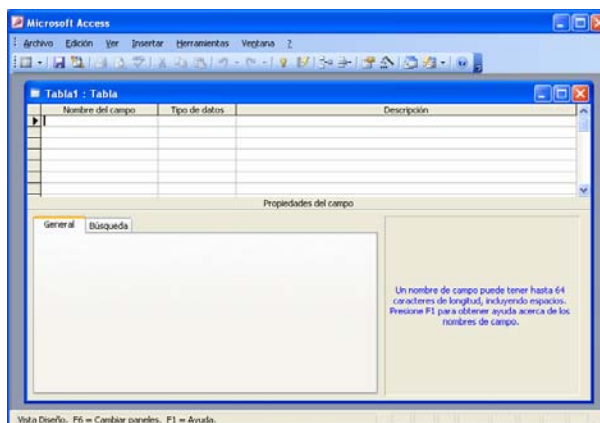 Microsoft Access
Archivo Edición Ver Insertar Herramientas Ventana ?
Tabla1 : Tabla
Nombre del campo Tipo de datos Descripción
Propiedades del campo
General Búsqueda
Un nombre de campo puede tener hasta 64
caracteres de longitud, incluyendo espacios.
Presione F1 para obtener ayuda acerca de los
nombres de campo.
Vista Diseño. F6 = Cambiar paneles. F1 = Ayuda.